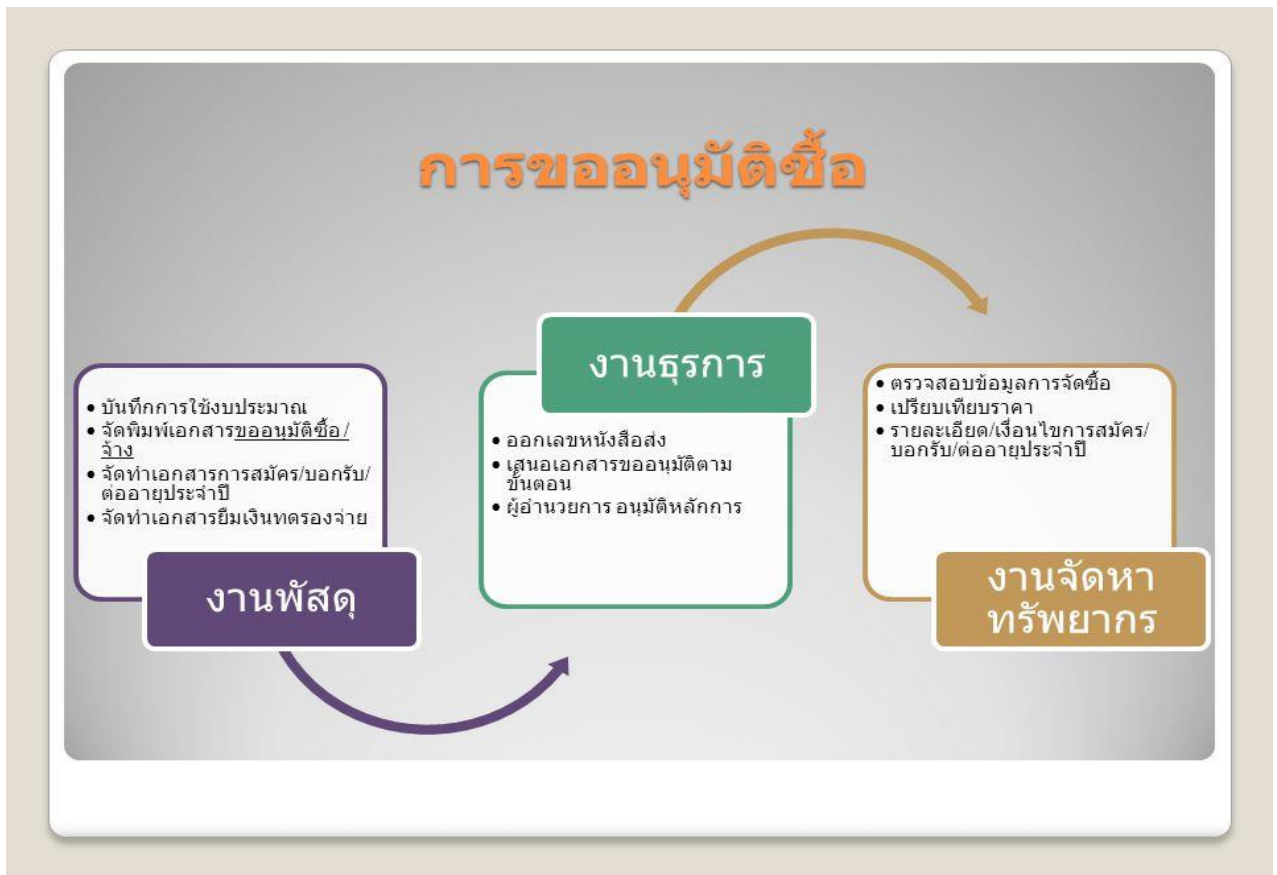 การขออนุมัติซื้อ
• บันทึกการใช้งบประมาณ
• จัดพิมพ์เอกสารขออนุมัติซื้อ/
จ้าง
• จัดทำเอกสารการสมัคร/บอกรับ/
ต่ออายุประจำปี
• จัดทำเอกสารยืมเงินทดรองจ่าย
งานพัสดุ
งานธุรการ
• ออกเลขหนังสือส่ง
• เสนอเอกสารขออนุมัติตาม
ขั้นตอน
• ผู้อำนวยการ อนุมัติหลักการ
• ตรวจสอบข้อมูลการจัดซื้อ
• เปรียบเทียบราคา
• รายละเอียด/เงื่อนไขการสมัคร/
บอกรับ/ต่ออายุประจำปี
งานจัดหา
ทรัพยากร